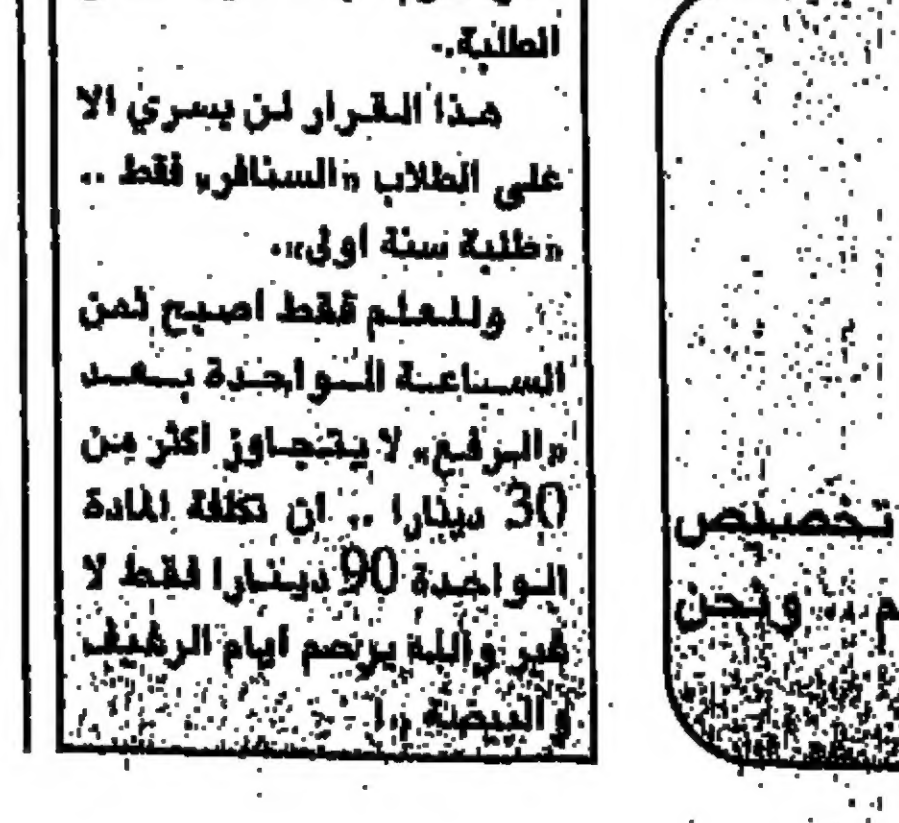 الطلبة..
هذا القرار لن يسري الا
على الطلاب «السنافر» فقط ..
«طلبة سنة اولى».
وللعلم فقط اصبح ثمن
الساعة الواحدة بعد
«الرفع» لا يتجاوز اكثر من
30 دينارا .. ان تكلفة المادة
الواحدة 90 دينارا فقط لا
غير والله يرحم ايام الرغيف
والبيضة ..!
تخصيص
م .. ونحن